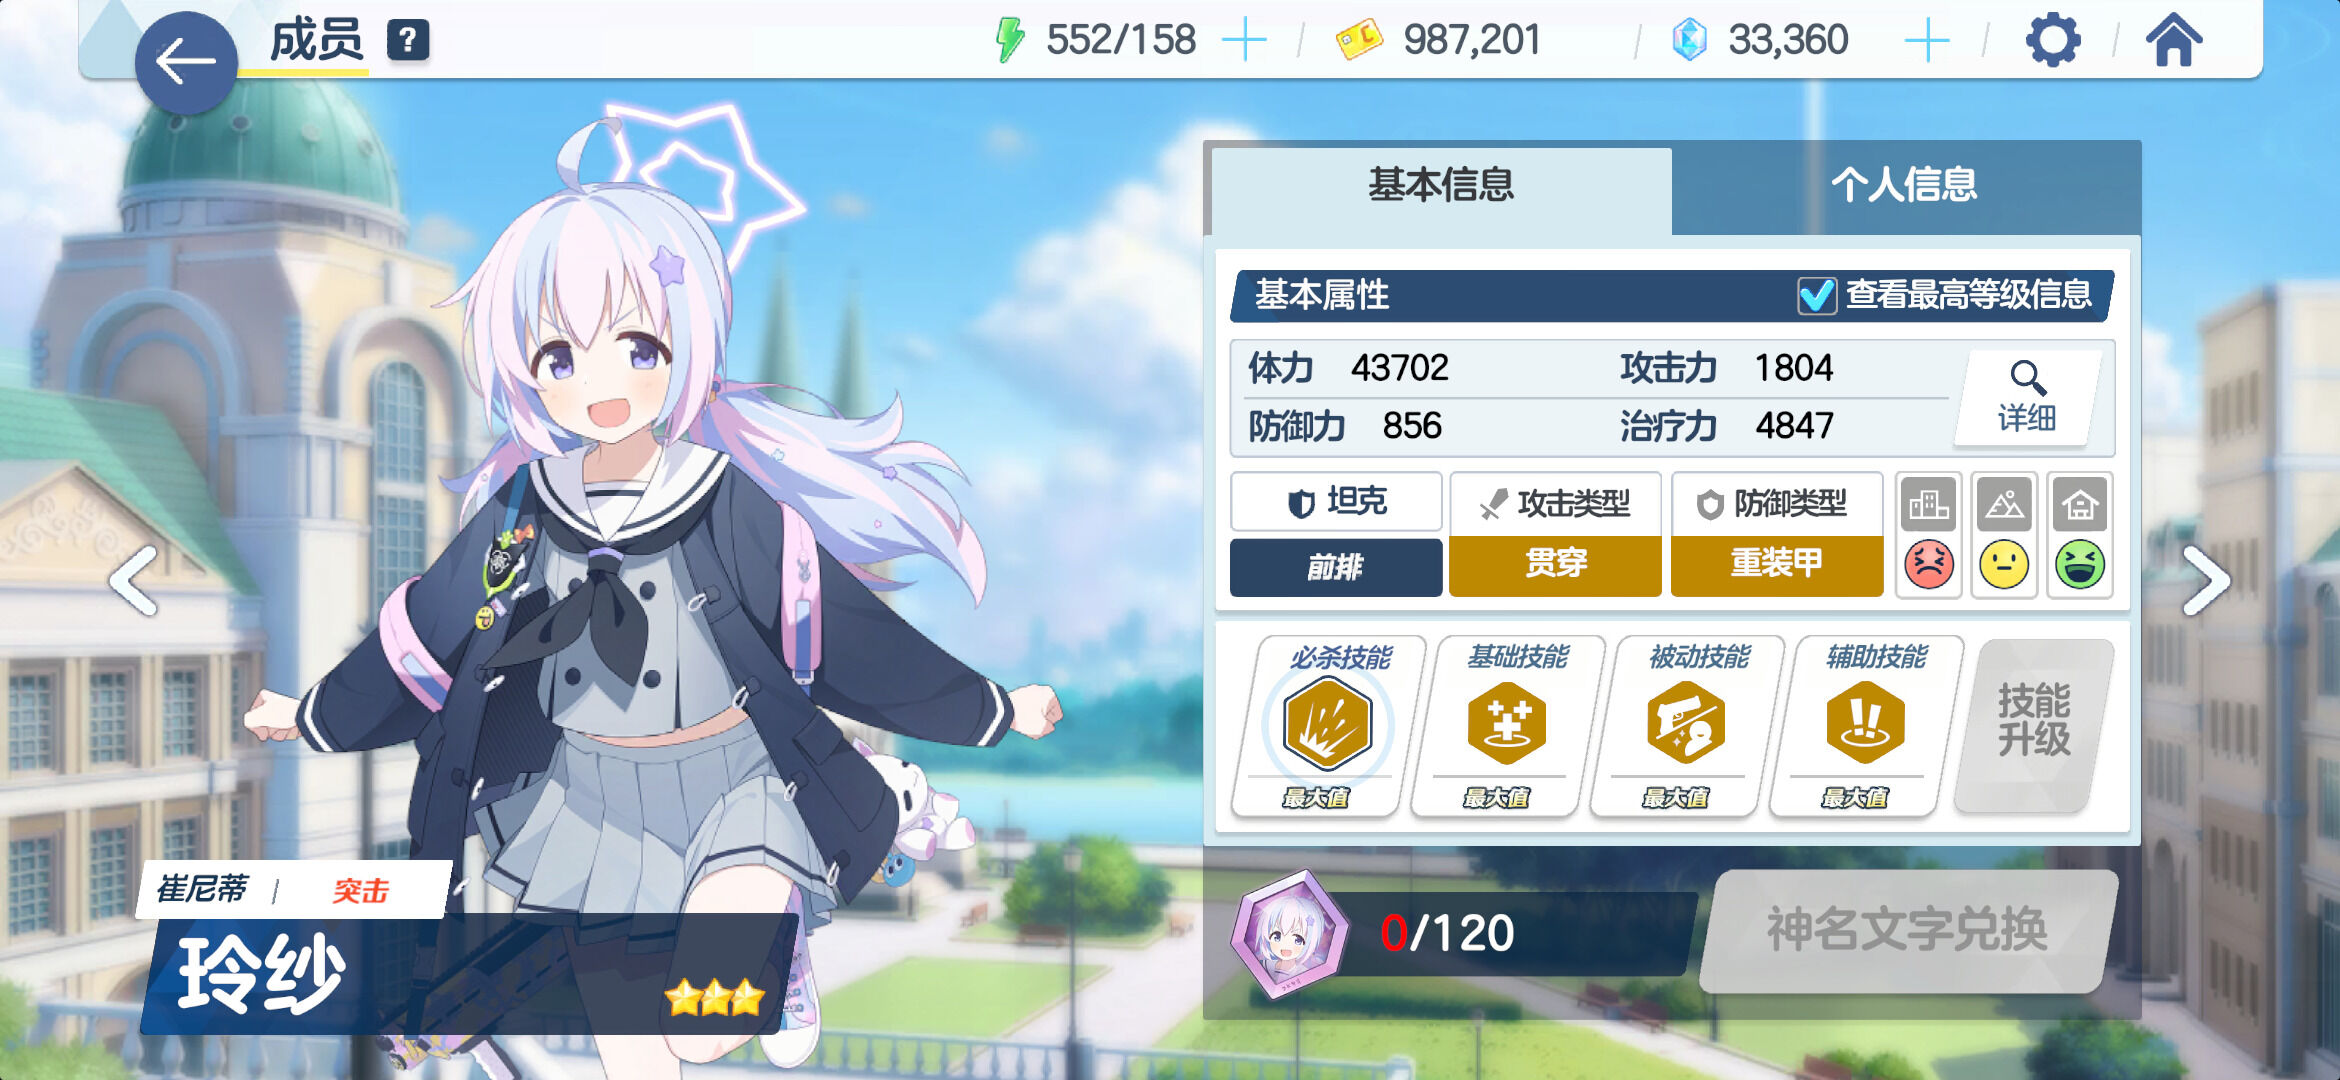 成员 ?
552/158
987,201
33,360
基本信息
个人信息
基本属性
查看最高等级信息
体力 43702
攻击力 1804
防御力 856
治疗力 4847
详细
坦克
前排
攻击类型
贯穿
防御类型
重装甲
必杀技能
最大值
基础技能
最大值
被动技能
最大值
辅助技能
最大值
技能
升级
崔尼蒂 | 突击
玲纱
0/120
神名文字兑换